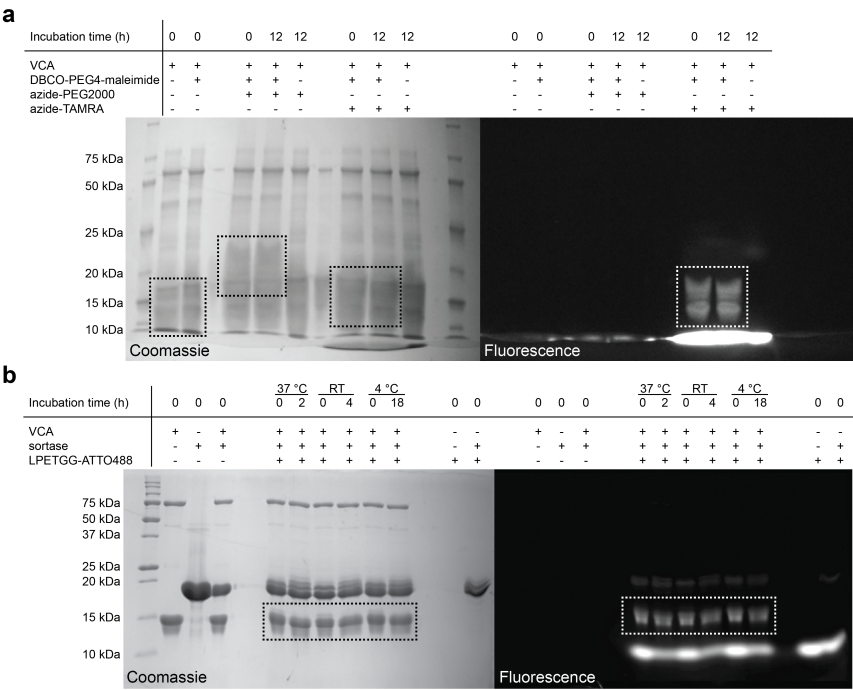 a
Incubation time (h) 0 0 0 12 12 0 12 12 0 0 0 12 12 0 12 12
VCA + + + + + + + + + + + + + + + +
DBCO-PEG4-maleimide - + + + - + + - - + + + - + + -
azide-PEG2000 - - + + + - - - - - + + + - - -
azide-TAMRA - - - - - + + + - - - - - + + +
75 kDa
50 kDa
25 kDa
20 kDa
15 kDa
10 kDa
Coomassie Fluorescence
b
37 °C RT 4 °C 37 °C RT 4 °C
Incubation time (h) 0 0 0 0 2 0 4 0 18 0 0 0 0 0 0 2 0 4 0 18 0 0
VCA + - + + + + + + + - - + - + + + + + + + - -
sortase - + + + + + + + + - + - + + + + + + + + - +
LPETGG-ATTO488 - - - + + + + + + + + - - - + + + + + + + +
75 kDa
50 kDa
37 kDa
25 kDa
20 kDa
15 kDa
10 kDa
Coomassie Fluorescence